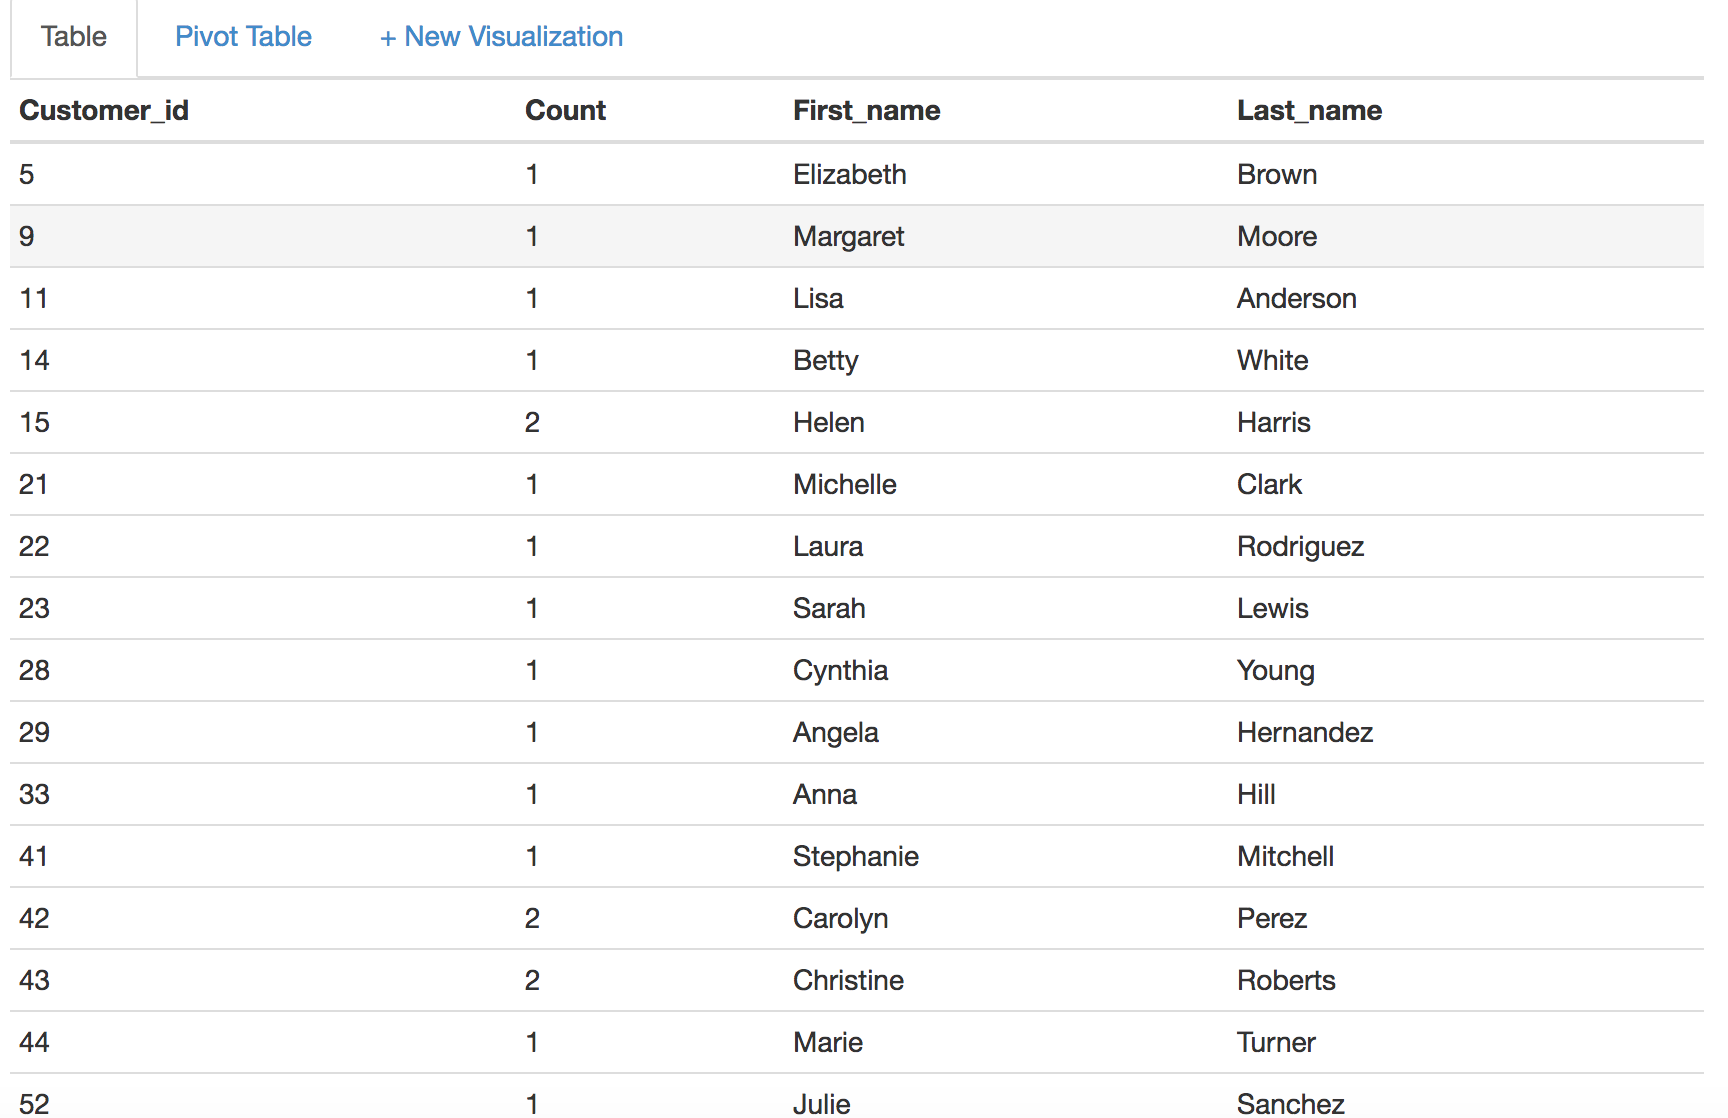 Table Pivot Table + New Visualization
Customer_id Count First_name Last_name
5 1 Elizabeth Brown
9 1 Margaret Moore
11 1 Lisa Anderson
14 1 Betty White
15 2 Helen Harris
21 1 Michelle Clark
22 1 Laura Rodriguez
23 1 Sarah Lewis
28 1 Cynthia Young
29 1 Angela Hernandez
33 1 Anna Hill
41 1 Stephanie Mitchell
42 2 Carolyn Perez
43 2 Christine Roberts
44 1 Marie Turner
52 1 Julie Sanchez